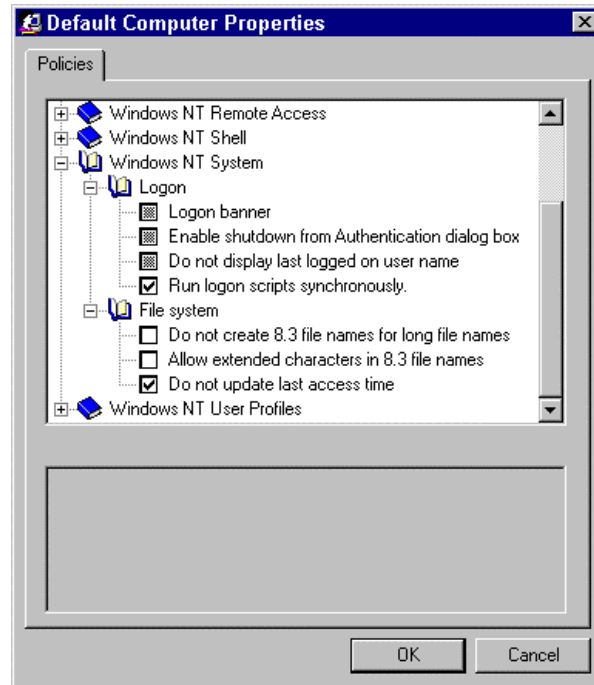 Default Computer Properties
Policies
Windows NT Remote Access
Windows NT Shell
Windows NT System
Logon
Logon banner
Enable shutdown from Authentication dialog box
Do not display last logged on user name
Run logon scripts synchronously.
File system
Do not create 8.3 file names for long file names
Allow extended characters in 8.3 file names
Do not update last access time
Windows NT User Profiles
OK
Cancel